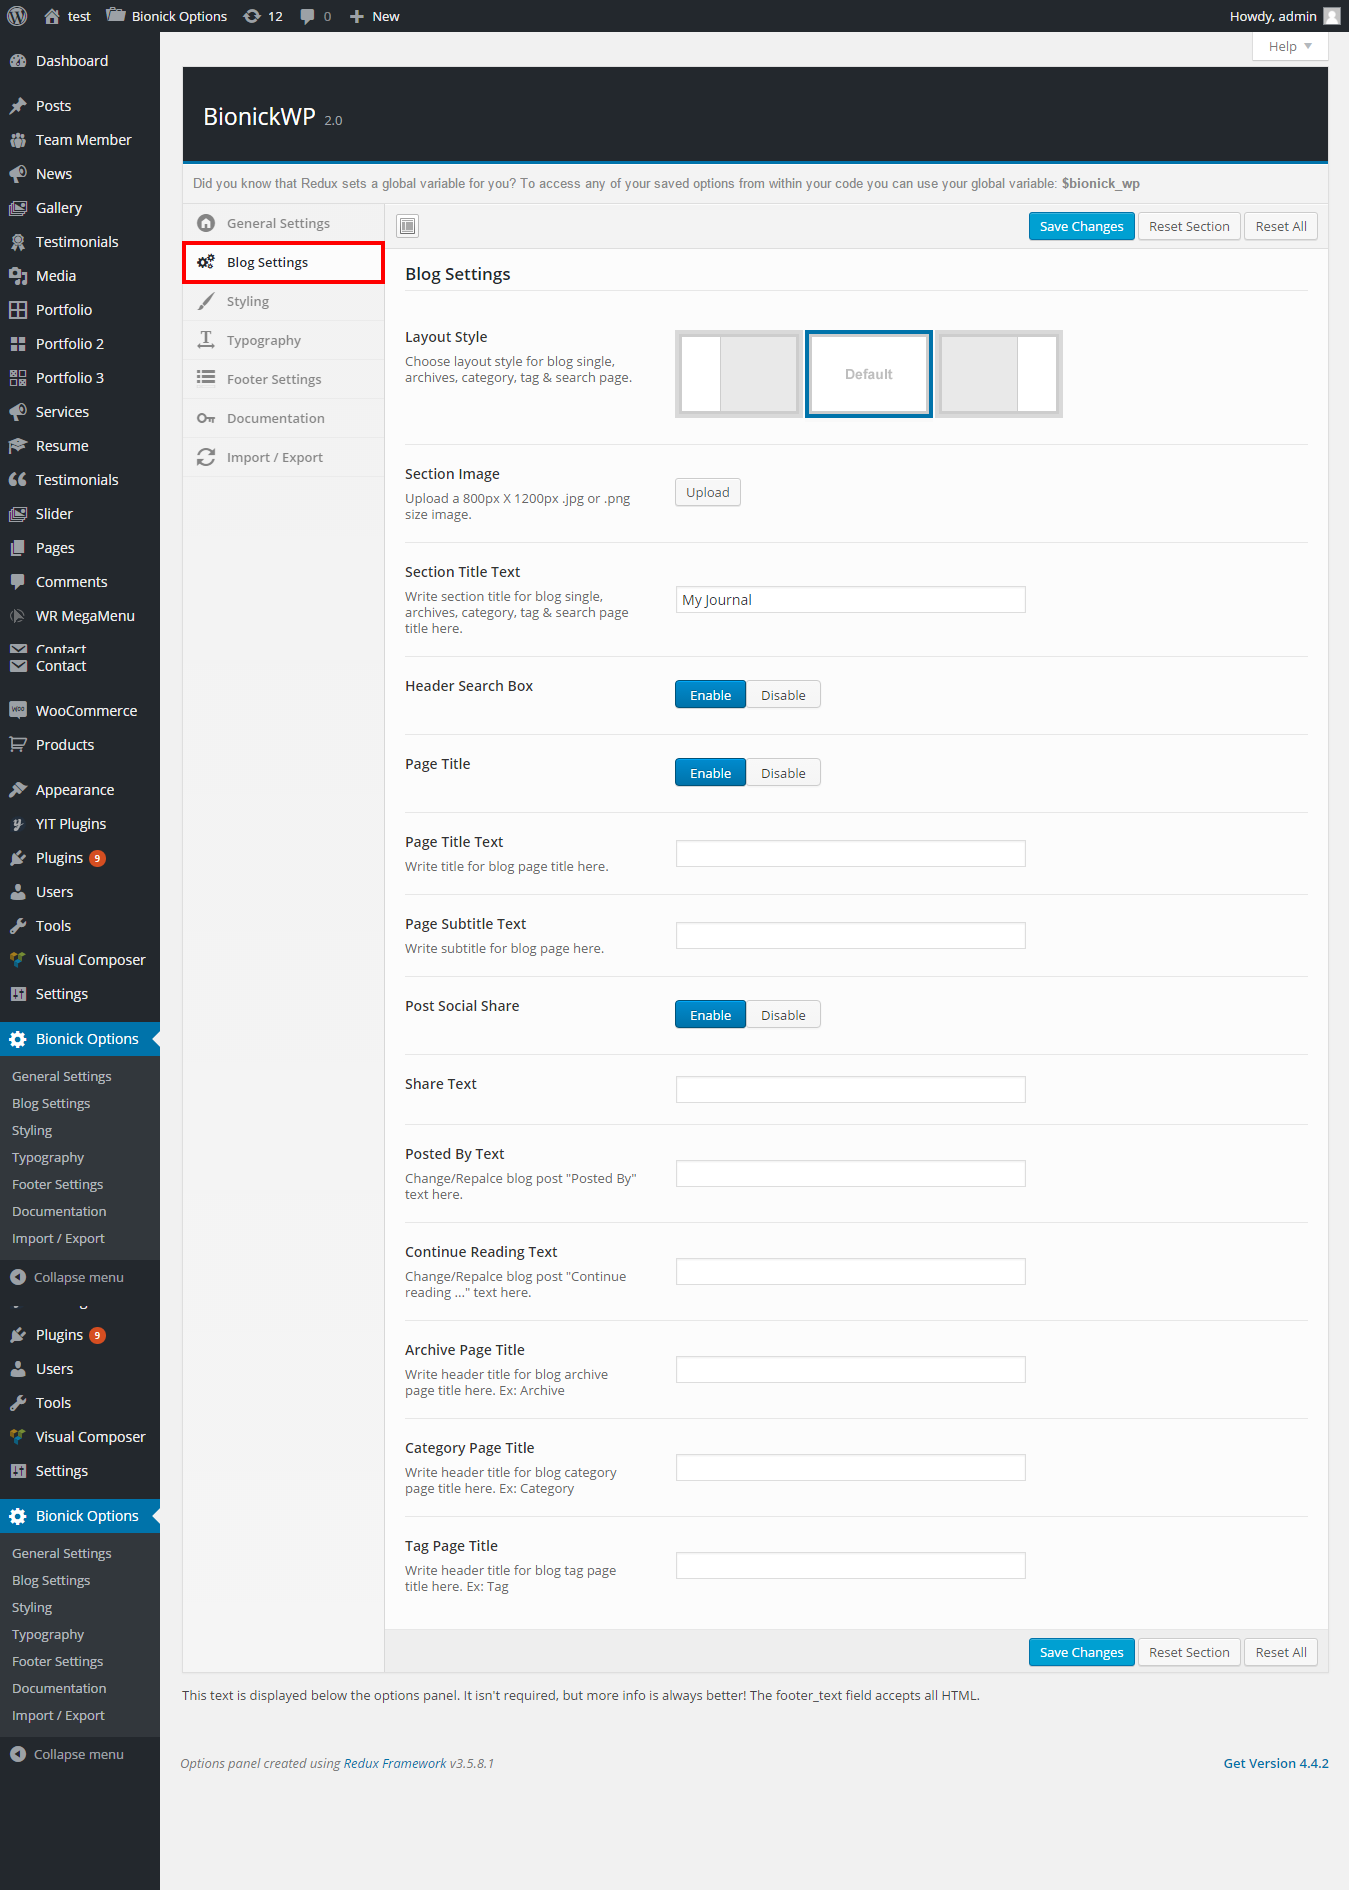 test
Bionick Options
12
0
New
Howdy, admin
Help
Dashboard
Posts
Team Member
News
Gallery
Testimonials
Media
Portfolio
Portfolio 2
Portfolio 3
Services
Resume
Testimonials
Slider
Pages
Comments
WR MegaMenu
Contact
Contact
WooCommerce
Products
Appearance
YIT Plugins
Plugins 9
Users
Tools
Visual Composer
Settings
Bionick Options
General Settings
Blog Settings
Styling
Typography
Footer Settings
Documentation
Import / Export
Collapse menu
Plugins 9
Users
Tools
Visual Composer
Settings
Bionick Options
General Settings
Blog Settings
Styling
Typography
Footer Settings
Documentation
Import / Export
Collapse menu
BionickWP 2.0
Did you know that Redux sets a global variable for you? To access any of your saved options from within your code you can use your global variable: $bionick_wp
General Settings
Blog Settings
Styling
Typography
Footer Settings
Documentation
Import / Export
Save Changes
Reset Section
Reset All
Blog Settings
Layout Style
Choose layout style for blog single,
archives, category, tag & search page.
Default
Section Image
Upload a 800px X 1200px .jpg or .png
size image.
Upload
Section Title Text
Write section title for blog single,
archives, category, tag & search page
title here.
My Journal
Header Search Box
Enable
Disable
Page Title
Enable
Disable
Page Title Text
Write title for blog page title here.
Page Subtitle Text
Write subtitle for blog page here.
Post Social Share
Enable
Disable
Share Text
Posted By Text
Change/Repalce blog post "Posted By"
text here.
Continue Reading Text
Change/Repalce blog post "Continue
reading ..." text here.
Archive Page Title
Write header title for blog archive
page title here. Ex: Archive
Category Page Title
Write header title for blog category
page title here. Ex: Category
Tag Page Title
Write header title for blog tag page
title here. Ex: Tag
Save Changes
Reset Section
Reset All
This text is displayed below the options panel. It isn't required, but more info is always better! The footer_text field accepts all HTML.
Options panel created using Redux Framework v3.5.8.1
Get Version 4.4.2